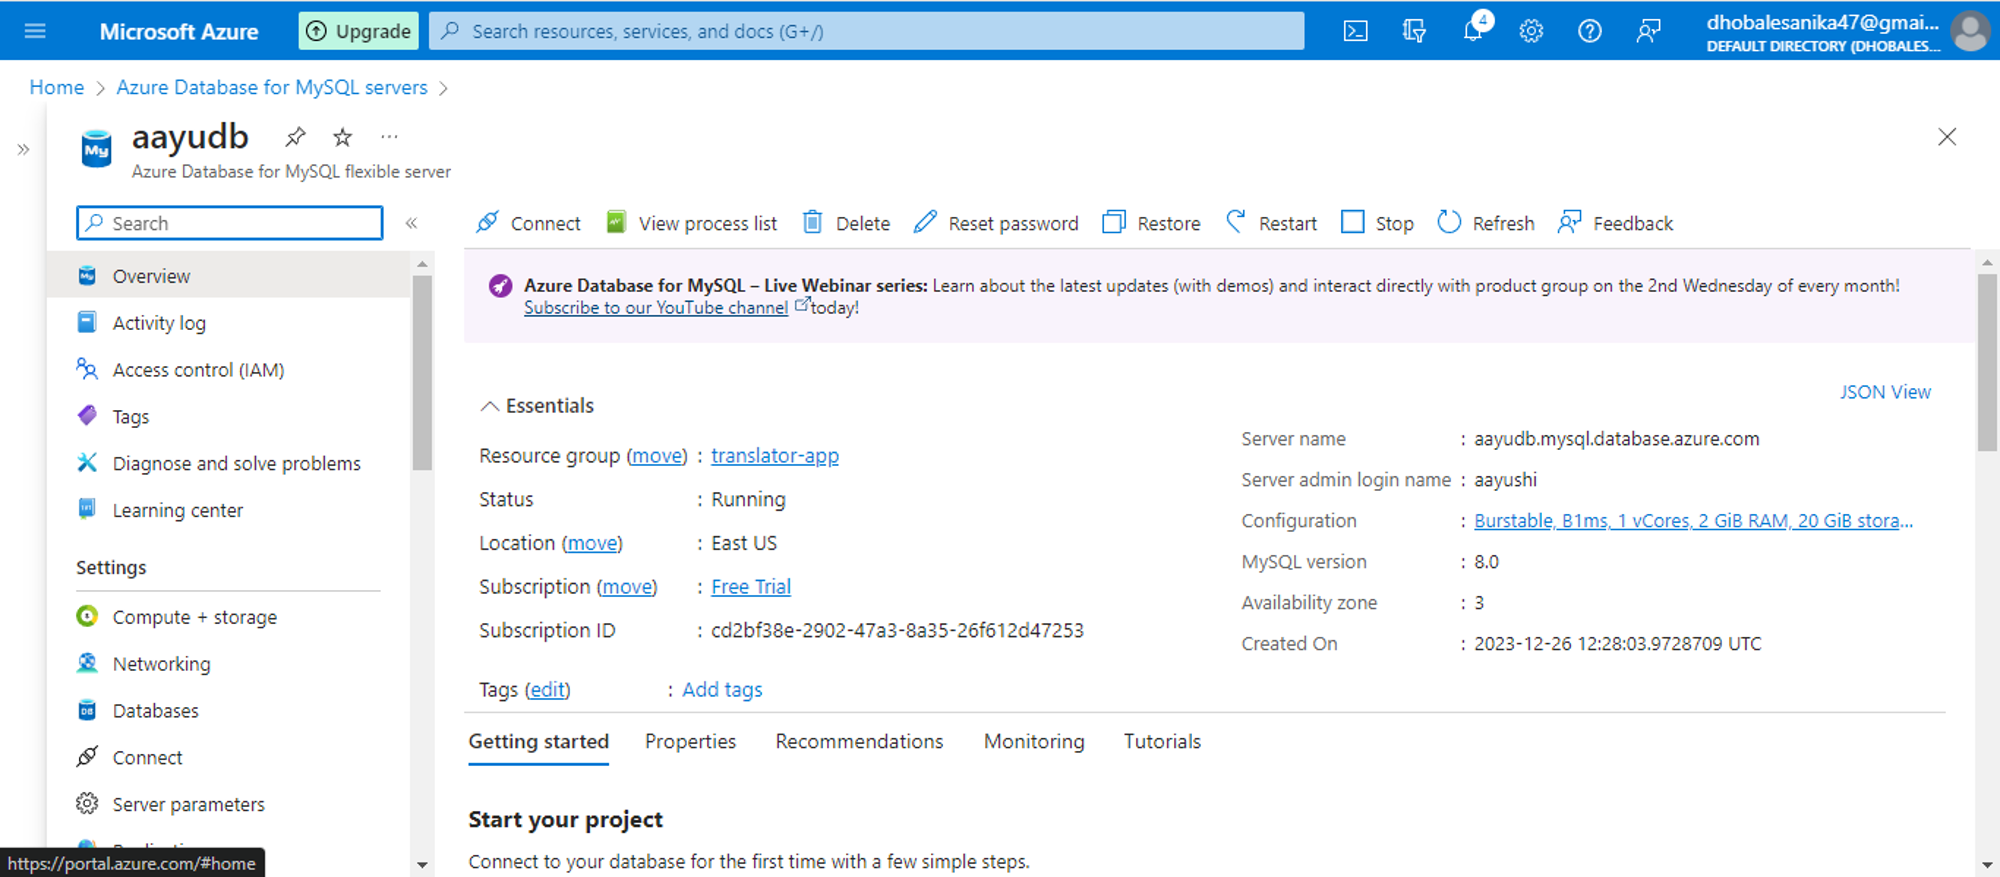 Microsoft Azure
Upgrade
Search resources, services, and docs (G+/)
4
dhobalesanika47@gmai...
DEFAULT DIRECTORY (DHOBALES...
Home > Azure Database for MySQL servers >
aayudb
Azure Database for MySQL flexible server
Search
Overview
Activity log
Access control (IAM)
Tags
Diagnose and solve problems
Learning center
Settings
Compute + storage
Networking
Databases
Connect
Server parameters
https://portal.azure.com/#home
Connect
View process list
Delete
Reset password
Restore
Restart
Stop
Refresh
Feedback
Azure Database for MySQL – Live Webinar series: Learn about the latest updates (with demos) and interact directly with product group on the 2nd Wednesday of every month!
Subscribe to our YouTube channel today!
Essentials
JSON View
Resource group (move) : translator-app
Status : Running
Location (move) : East US
Subscription (move) : Free Trial
Subscription ID : cd2bf38e-2902-47a3-8a35-26f612d47253
Server name : aayudb.mysql.database.azure.com
Server admin login name : aayushi
Configuration : Burstable, B1ms, 1 vCores, 2 GiB RAM, 20 GiB stora...
MySQL version : 8.0
Availability zone : 3
Created On : 2023-12-26 12:28:03.9728709 UTC
Tags (edit) : Add tags
Getting started
Properties
Recommendations
Monitoring
Tutorials
Start your project
Connect to your database for the first time with a few simple steps.